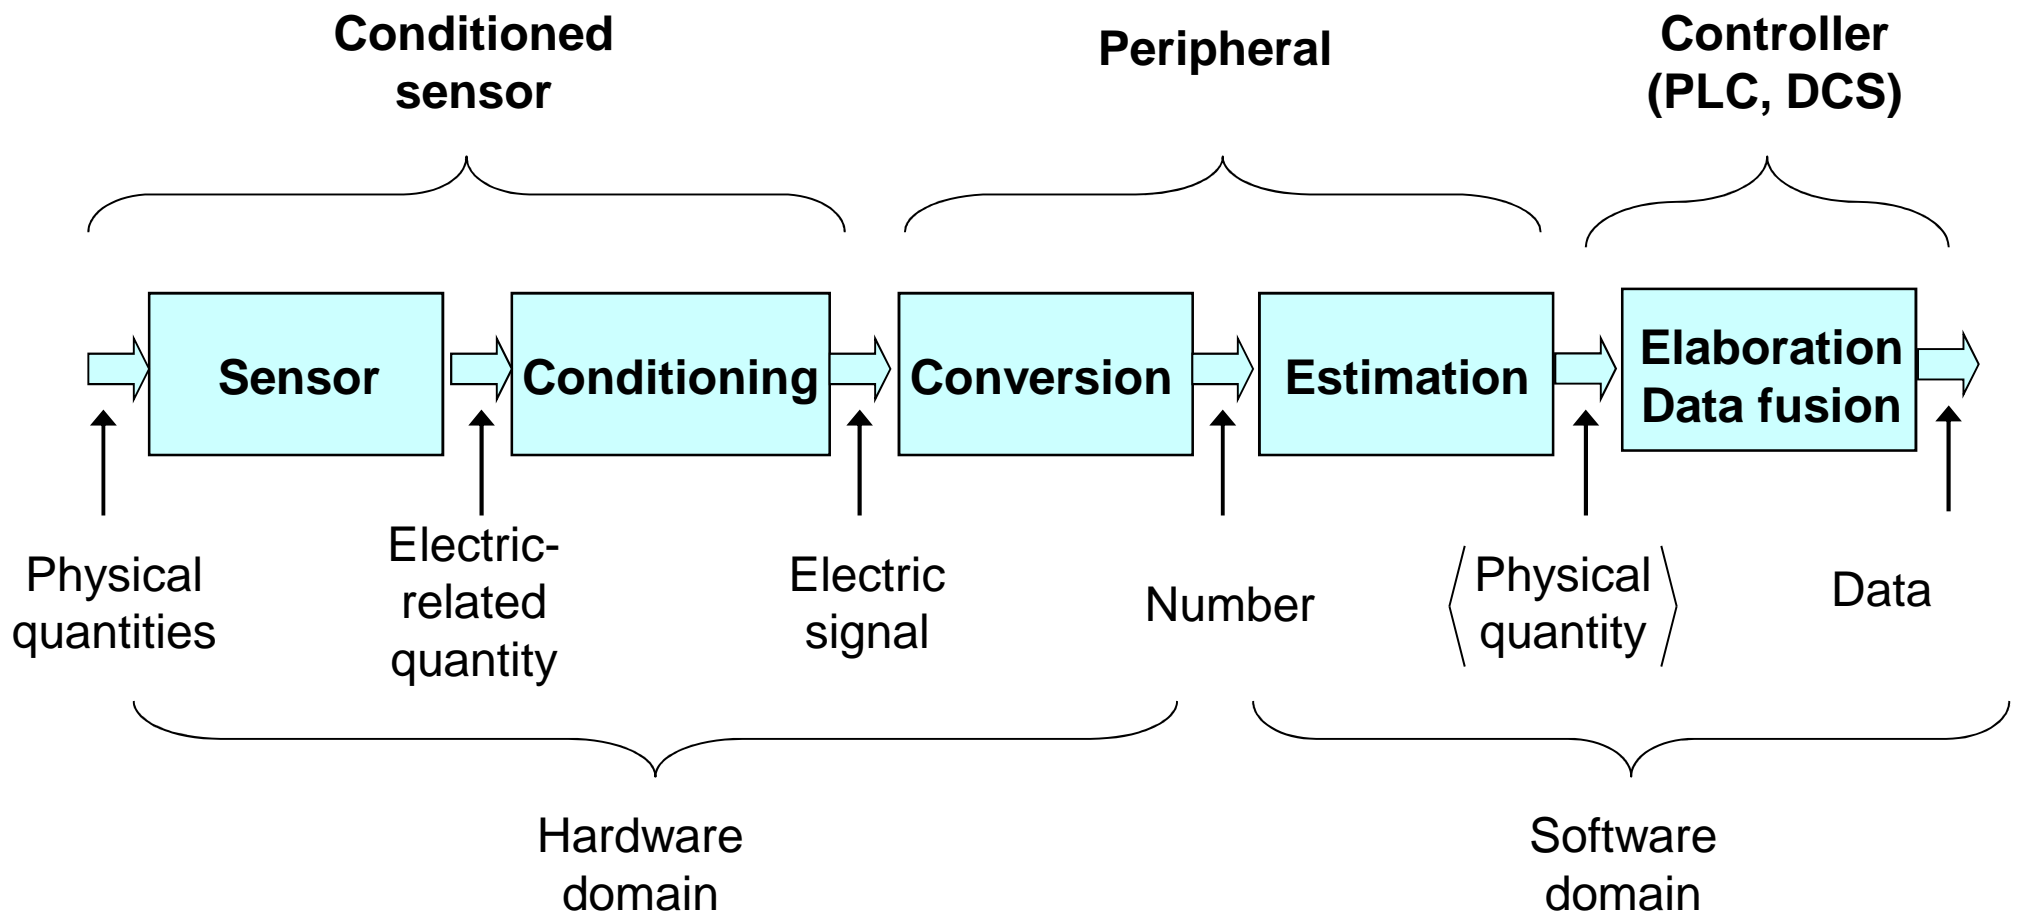 Conditioned
sensor
Peripheral
Controller
(PLC, DCS)
Sensor
Conditioning
Conversion
Estimation
Elaboration
Data fusion
Physical
quantities
Electric-
related
quantity
Electric
signal
Number
Physical
quantity
Data
Hardware
domain
Software
domain